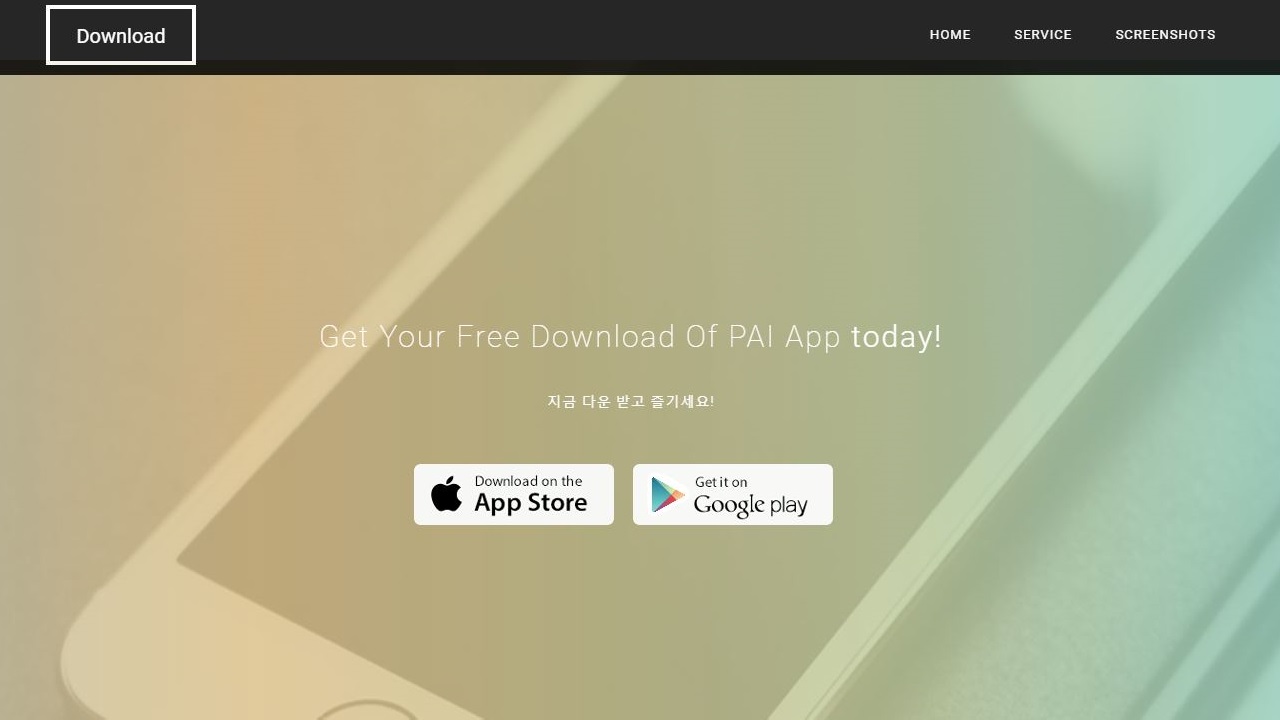 Download
HOME SERVICE SCREENSHOTS
Get Your Free Download Of PAI App today!
지금 다운 받고 즐기세요!
Download on the
App Store
Get it on
Google play